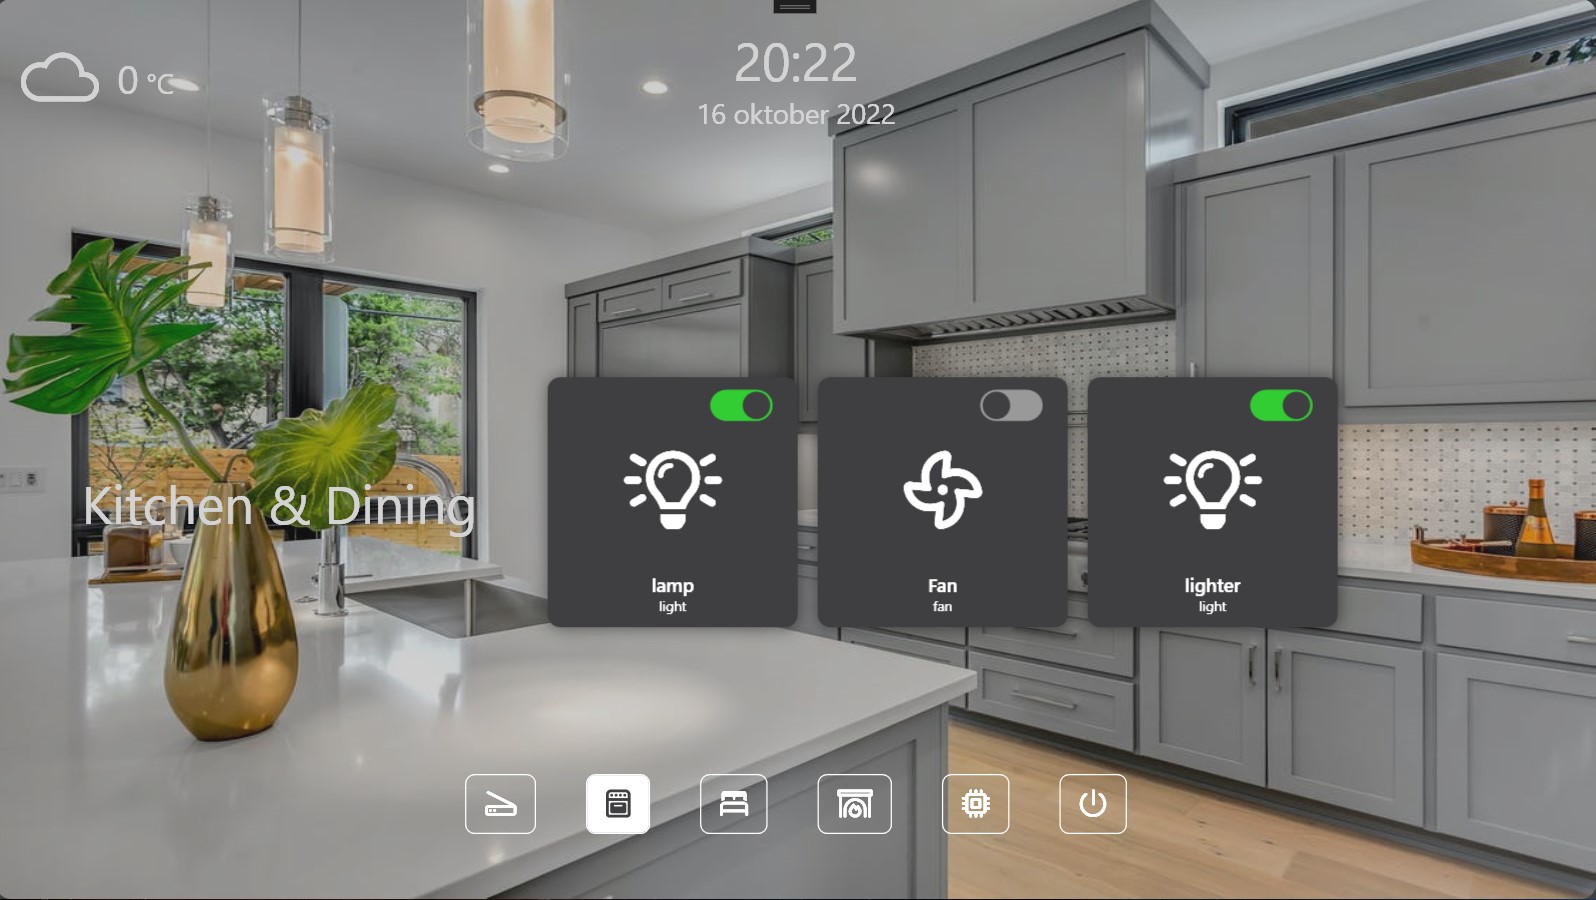 0 °C
20:22
16 oktober 2022
Kitchen & Dining
lamp
light
Fan
fan
lighter
light